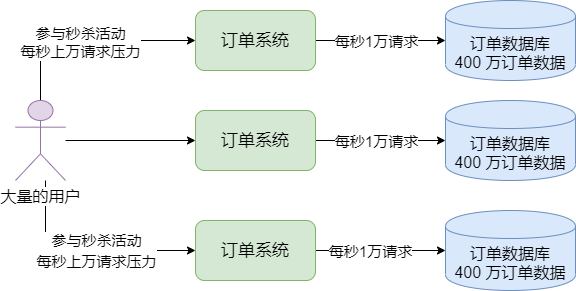 参与秒杀活动
每秒上万请求压力
订单系统
每秒1万请求
订单数据库
400 万订单数据
订单系统
每秒1万请求
订单数据库
400 万订单数据
大量的用户
参与秒杀活动
每秒上万请求压力
订单系统
每秒1万请求
订单数据库
400 万订单数据